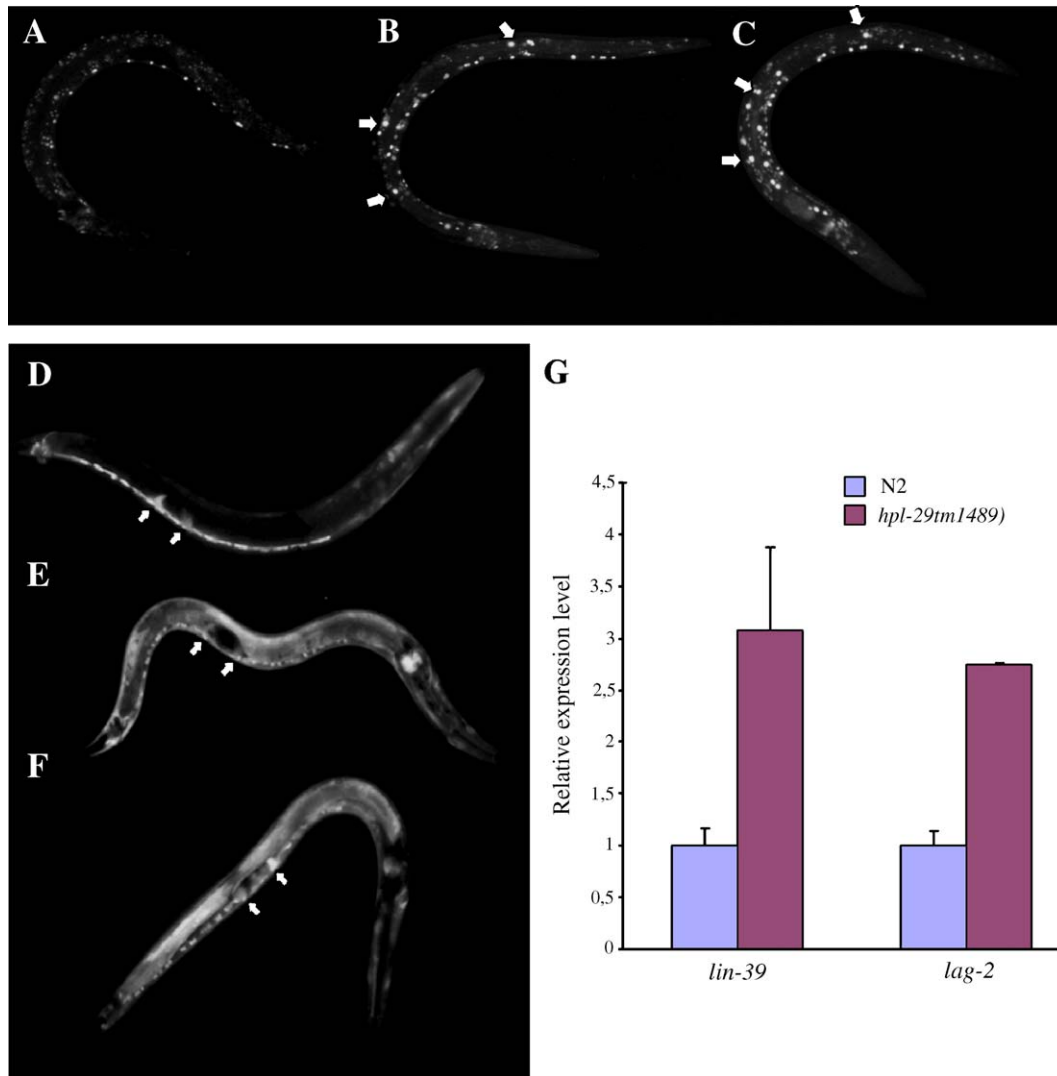 A
B
C
D
E
F
G
N2
hpl-29tm1489)
Relative expression level
4,5
4
3,5
3
2,5
2
1,5
1
0,5
0
lin-39
lag-2